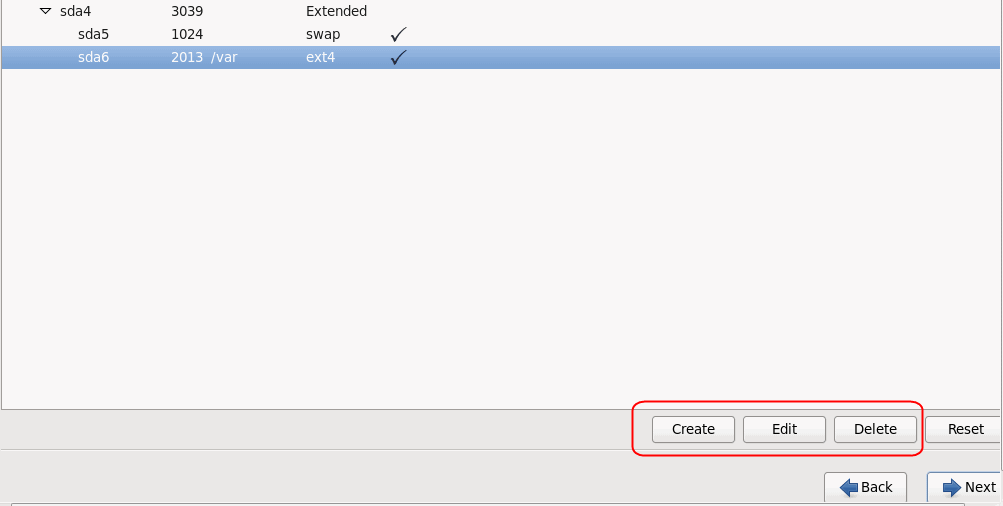 sda4 3039 Extended
sda5 1024 swap
sda6 2013 /var ext4
Create Edit Delete Reset
Back Next